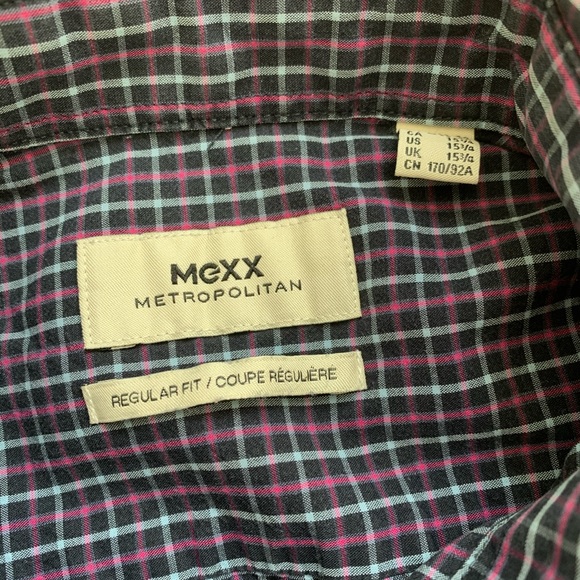 US 15¾
UK 15¾
CN 170/92A
MEXX
METROPOLITAN
REGULAR FIT / COUPE RÉGULIÈRE